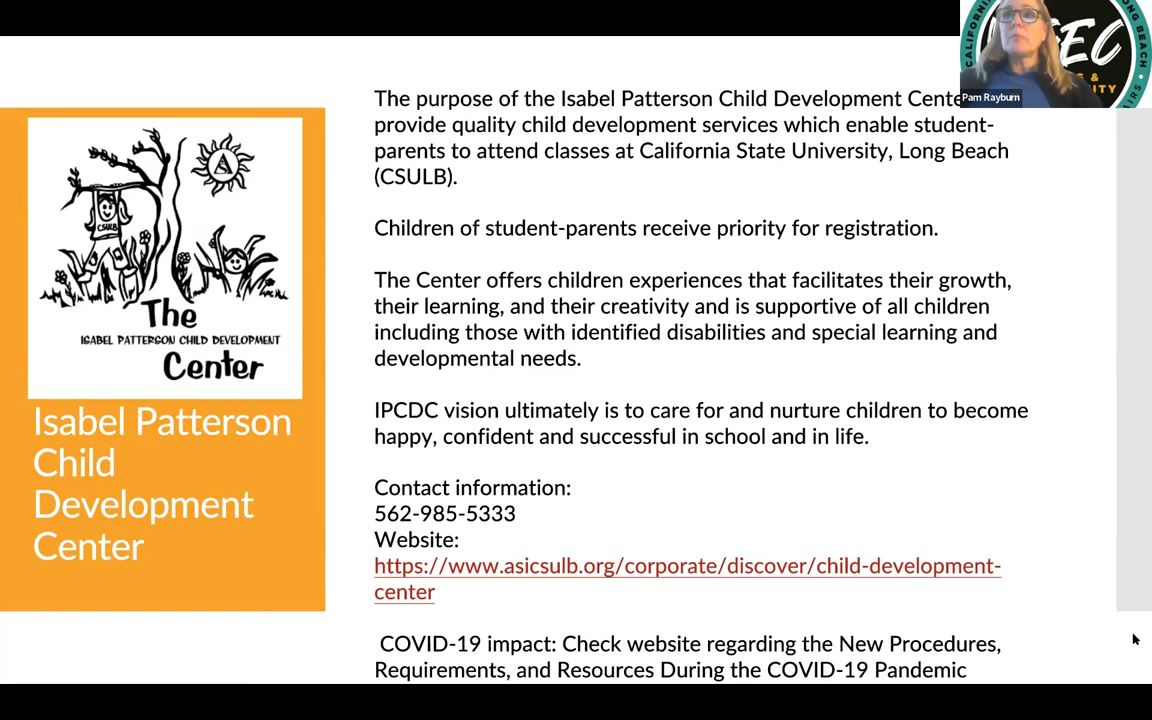 CALIFORNIA
ONG BEACH
SEC
S &
ITY
AIRS
Pam Rayburn
The purpose of the Isabel Patterson Child Development Cente
provide quality child development services which enable student-
parents to attend classes at California State University, Long Beach
(CSULB).
Children of student-parents receive priority for registration.
The Center offers children experiences that facilitates their growth,
their learning, and their creativity and is supportive of all children
including those with identified disabilities and special learning and
developmental needs.
IPCDC vision ultimately is to care for and nurture children to become
happy, confident and successful in school and in life.
Contact information:
562-985-5333
Website:
https://www.asicsulb.org/corporate/discover/child-development-
center
COVID-19 impact: Check website regarding the New Procedures,
Requirements, and Resources During the COVID-19 Pandemic
CSULB
The
ISABEL PATTERSON CHILD DEVELOPMENT
Center
Isabel Patterson
Child
Development
Center